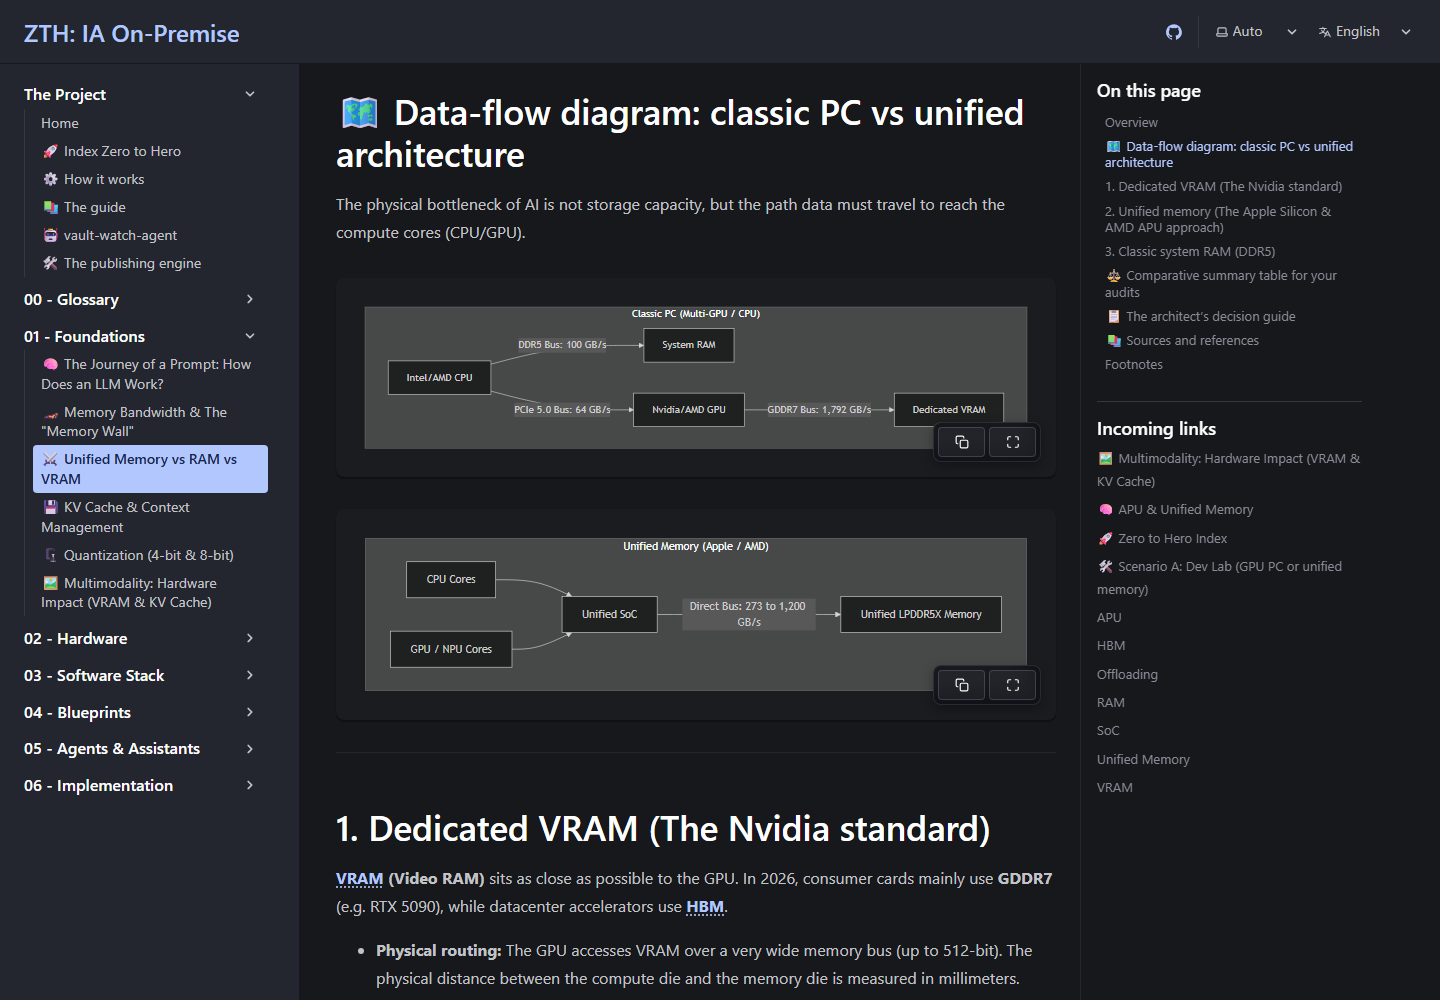 ZTH: IA On-Premise
Auto
English
The Project
Home
Index Zero to Hero
How it works
The guide
vault-watch-agent
The publishing engine
00 - Glossary
01 - Foundations
The Journey of a Prompt: How
Does an LLM Work?
Memory Bandwidth & The
"Memory Wall"
Unified Memory vs RAM vs
VRAM
KV Cache & Context
Management
Quantization (4-bit & 8-bit)
Multimodality: Hardware
Impact (VRAM & KV Cache)
02 - Hardware
03 - Software Stack
04 - Blueprints
05 - Agents & Assistants
06 - Implementation
Data-flow diagram: classic PC vs unified
architecture
The physical bottleneck of AI is not storage capacity, but the path data must travel to reach the
compute cores (CPU/GPU).
Classic PC (Multi-GPU / CPU)
DDR5 Bus: 100 GB/s
System RAM
Intel/AMD CPU
PCIe 5.0 Bus: 64 GB/s
Nvidia/AMD GPU
GDDR7 Bus: 1,792 GB/s
Dedicated VRAM
Unified Memory (Apple / AMD)
CPU Cores
Unified SoC
Direct Bus: 273 to 1,200
GB/s
Unified LPDDR5X Memory
GPU / NPU Cores
1. Dedicated VRAM (The Nvidia standard)
VRAM (Video RAM) sits as close as possible to the GPU. In 2026, consumer cards mainly use GDDR7
(e.g. RTX 5090), while datacenter accelerators use HBM.
Physical routing: The GPU accesses VRAM over a very wide memory bus (up to 512-bit). The
physical distance between the compute die and the memory die is measured in millimeters.
On this page
Overview
Data-flow diagram: classic PC vs unified
architecture
1. Dedicated VRAM (The Nvidia standard)
2. Unified memory (The Apple Silicon &
AMD APU approach)
3. Classic system RAM (DDR5)
Comparative summary table for your
audits
The architect's decision guide
Sources and references
Footnotes
Incoming links
Multimodality: Hardware Impact (VRAM &
KV Cache)
APU & Unified Memory
Zero to Hero Index
Scenario A: Dev Lab (GPU PC or unified
memory)
APU
HBM
Offloading
RAM
SoC
Unified Memory
VRAM